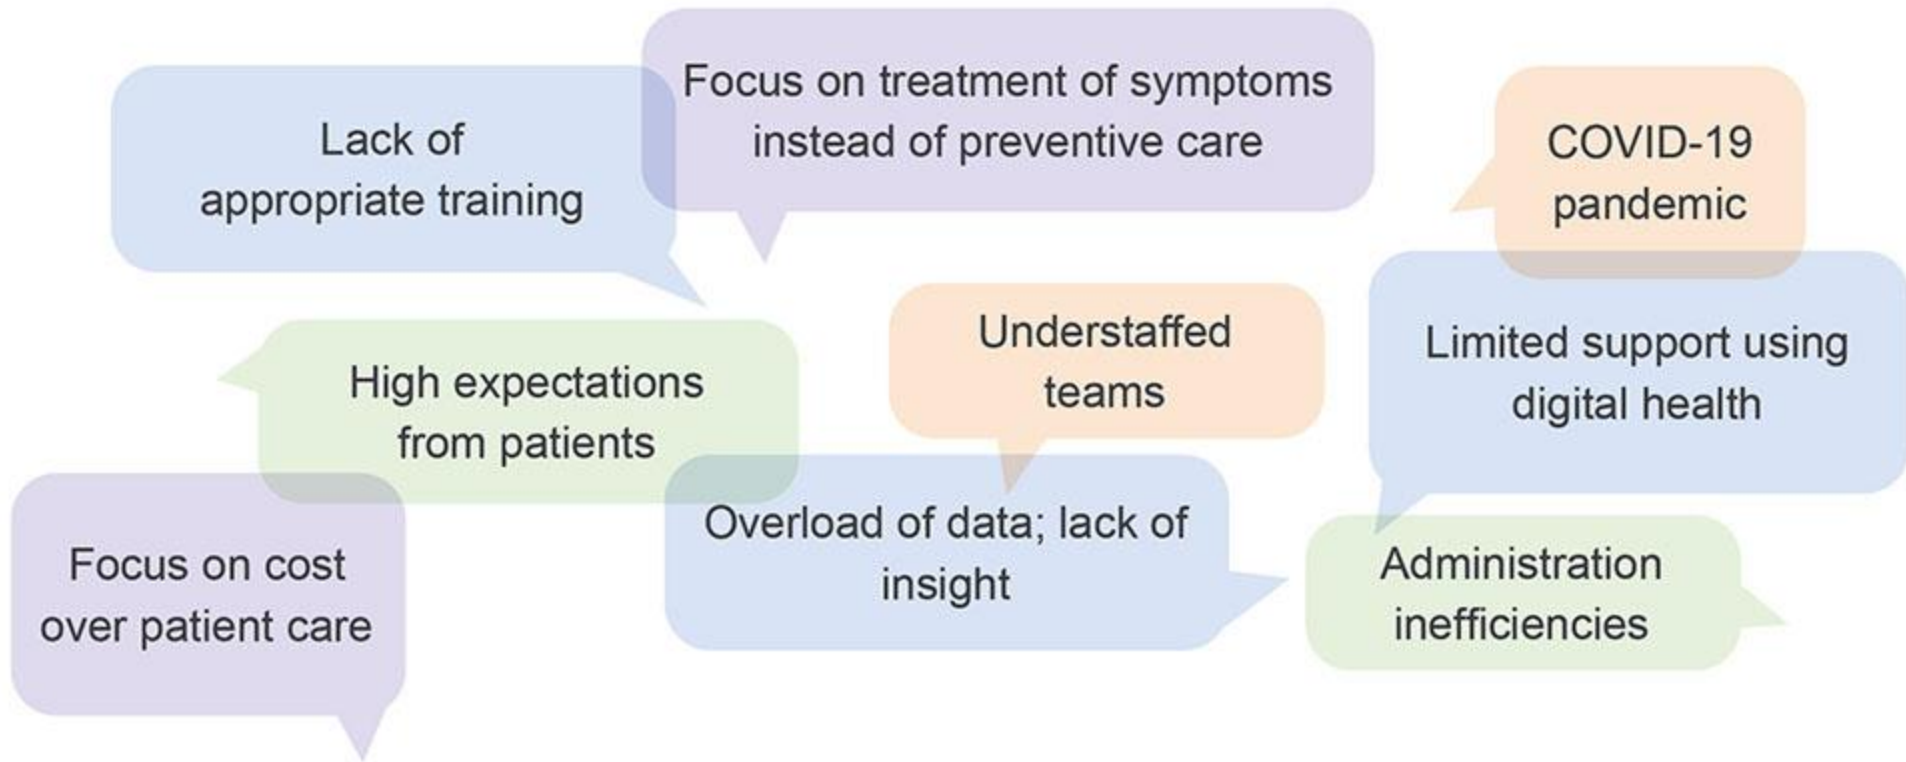 Focus on treatment of symptoms
instead of preventive care
Lack of
appropriate training
COVID-19
pandemic
Understaffed
teams
Limited support using
digital health
High expectations
from patients
Overload of data; lack of
insight
Focus on cost
over patient care
Administration
inefficiencies